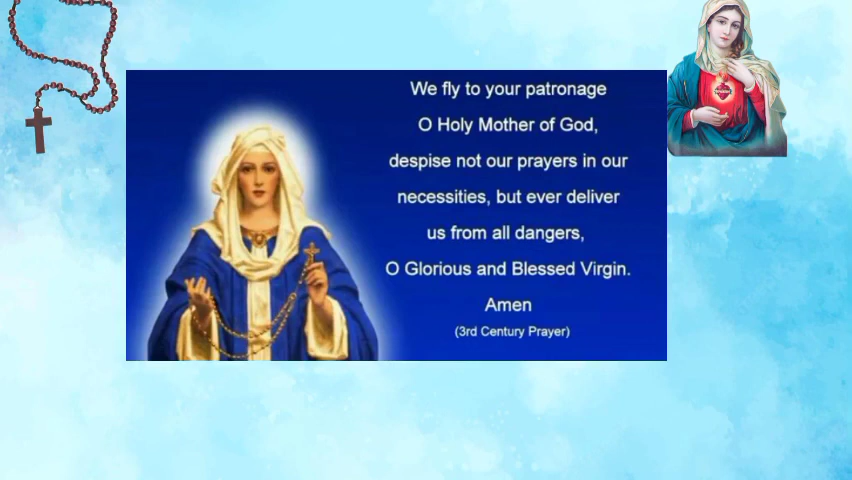 We fly to your patronage
O Holy Mother of God,
despise not our prayers in our
necessities, but ever deliver
us from all dangers,
O Glorious and Blessed Virgin.
Amen
(3rd Century Prayer)